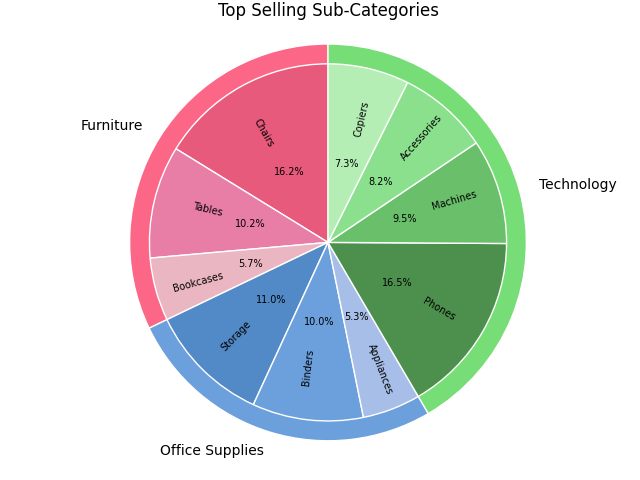 Top Selling Sub-Categories
Furniture
Technology
Office Supplies
Chairs
16.2%
Tables
10.2%
Bookcases
5.7%
Storage
11.0%
Binders
10.0%
Appliances
5.3%
Phones
16.5%
Machines
9.5%
Accessories
8.2%
Copiers
7.3%